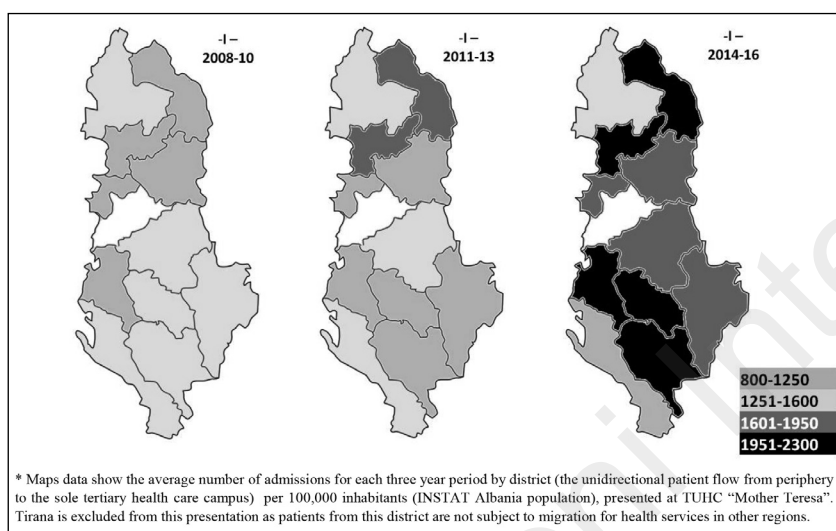 -I –
2008-10
-I –
2011-13
-I –
2014-16
800-1250
1251-1600
1601-1950
1951-2300
* Maps data show the average number of admissions for each three year period by district (the unidirectional patient flow from periphery
to the sole tertiary health care campus) per 100,000 inhabitants (INSTAT Albania population), presented at TUHC “Mother Teresa”.
Tirana is excluded from this presentation as patients from this district are not subject to migration for health services in other regions.